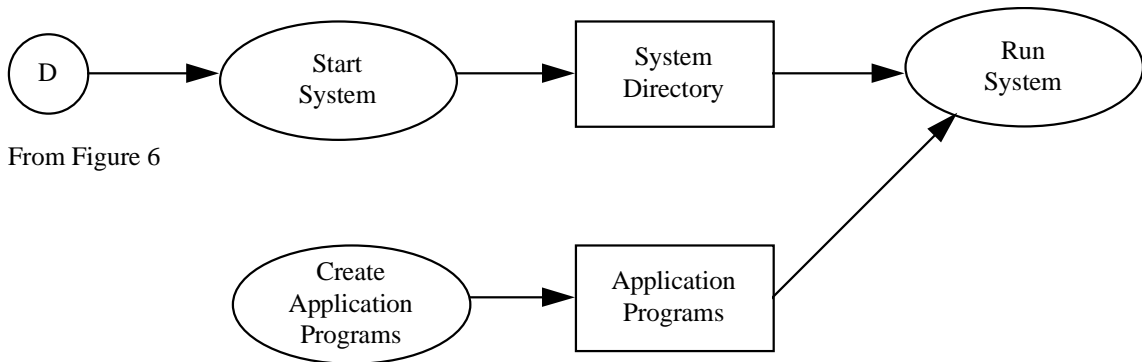 D
Start
System
System
Directory
Run
System
From Figure 6
Create
Application
Programs
Application
Programs